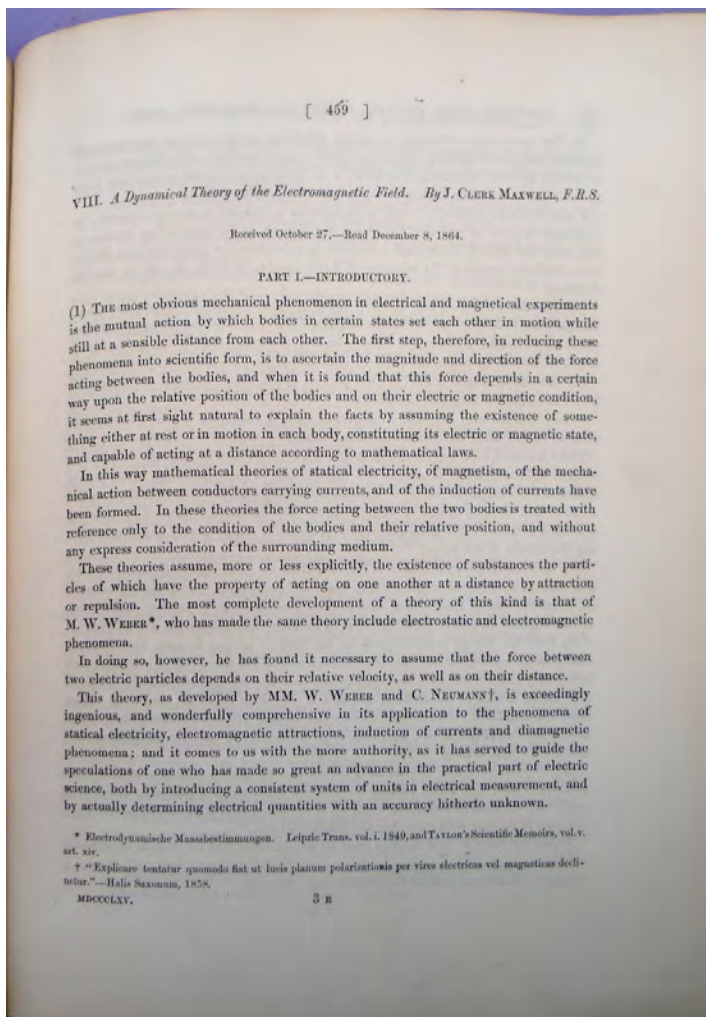 [ 459 ]
VIII. A Dynamical Theory of the Electromagnetic Field. By J. CLERK MAXWELL, F.R.S.
Received October 27,—Read December 8, 1864.
PART I.—INTRODUCTORY.
(1) THE most obvious mechanical phenomenon in electrical and magnetical experiments
is the mutual action by which bodies in certain states set each other in motion while
still at a sensible distance from each other. The first step, therefore, in reducing these
phenomena into scientific form, is to ascertain the magnitude and direction of the force
acting between the bodies, and when it is found that this force depends in a certain
way upon the relative position of the bodies and on their electric or magnetic condition,
it seems at first sight natural to explain the facts by assuming the existence of some-
thing either at rest or in motion in each body, constituting its electric or magnetic state,
and capable of acting at a distance according to mathematical laws.
In this way mathematical theories of statical electricity, of magnetism, of the mecha-
nical action between conductors carrying currents, and of the induction of currents have
been formed. In these theories the force acting between the two bodies is treated with
reference only to the condition of the bodies and their relative position, and without
any express consideration of the surrounding medium.
These theories assume, more or less explicitly, the existence of substances the parti-
cles of which have the property of acting on one another at a distance by attraction
or repulsion. The most complete development of a theory of this kind is that of
M. W. WEBER*, who has made the same theory include electrostatic and electromagnetic
phenomena.
In doing so, however, he has found it necessary to assume that the force between
two electric particles depends on their relative velocity, as well as on their distance.
This theory, as developed by MM. W. WEBER and C. NEUMANN†, is exceedingly
ingenious, and wonderfully comprehensive in its application to the phenomena of
statical electricity, electromagnetic attractions, induction of currents and diamagnetic
phenomena; and it comes to us with the more authority, as it has served to guide the
speculations of one who has made so great an advance in the practical part of electric
science, both by introducing a consistent system of units in electrical measurement, and
by actually determining electrical quantities with an accuracy hitherto unknown.
* Electrodynamische Maassbestimmungen. Leipzic Trans. vol. i. 1849, and TAYLOR's Scientific Memoirs, vol. v.
art. xiv.
† "Explicare tentatur quomodo fiat ut lucis planum polarizationis per vires electricas vel magneticas decli-
netur."—Halis Saxonum, 1858.
MDCCCLXV. 3 R